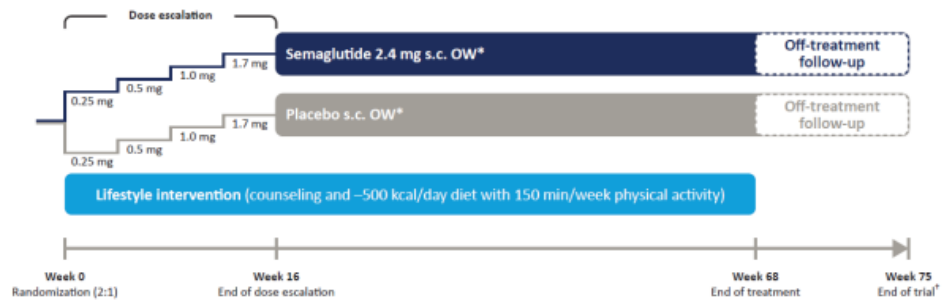 Dose escalation
Semaglutide 2.4 mg s.c. OW*
Off-treatment
follow-up
1.7 mg
1.0 mg
0.5 mg
0.25 mg
Placebo s.c. OW*
Off-treatment
follow-up
1.7 mg
1.0 mg
0.5 mg
0.25 mg
Lifestyle intervention (counseling and –500 kcal/day diet with 150 min/week physical activity)
Week 0
Randomization (2:1)
Week 16
End of dose escalation
Week 68
End of treatment
Week 75
End of trial†